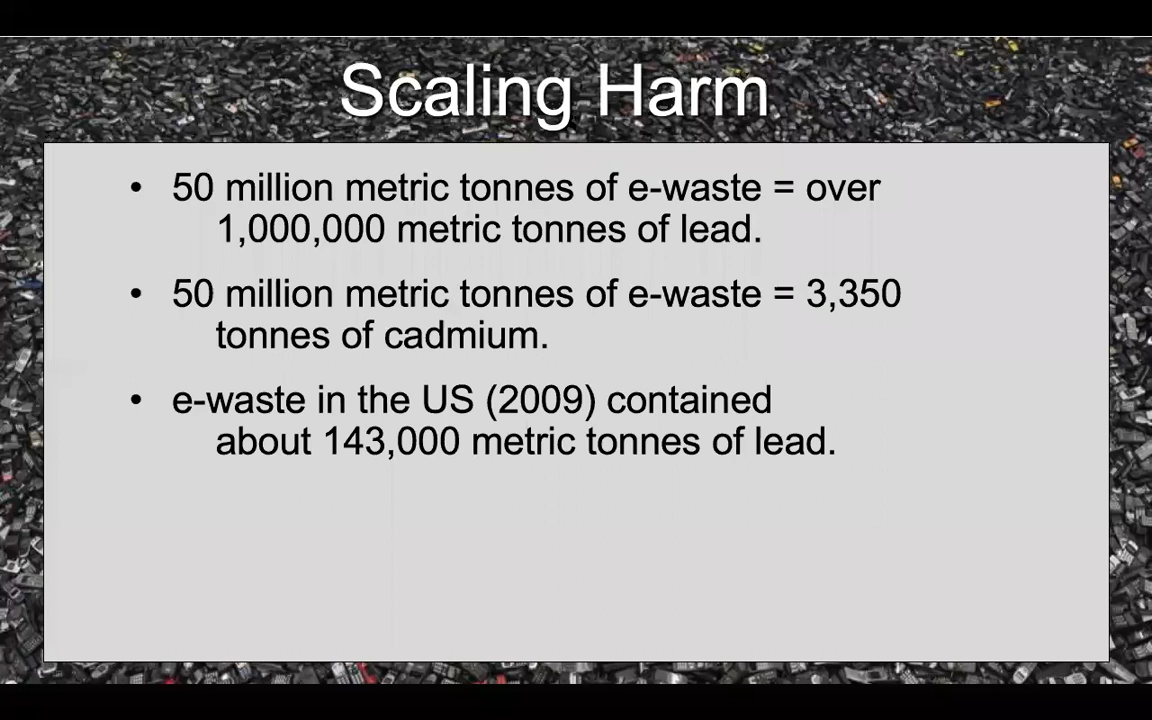 Scaling Harm
• 50 million metric tonnes of e-waste = over
1,000,000 metric tonnes of lead.
• 50 million metric tonnes of e-waste = 3,350
tonnes of cadmium.
• e-waste in the US (2009) contained
about 143,000 metric tonnes of lead.